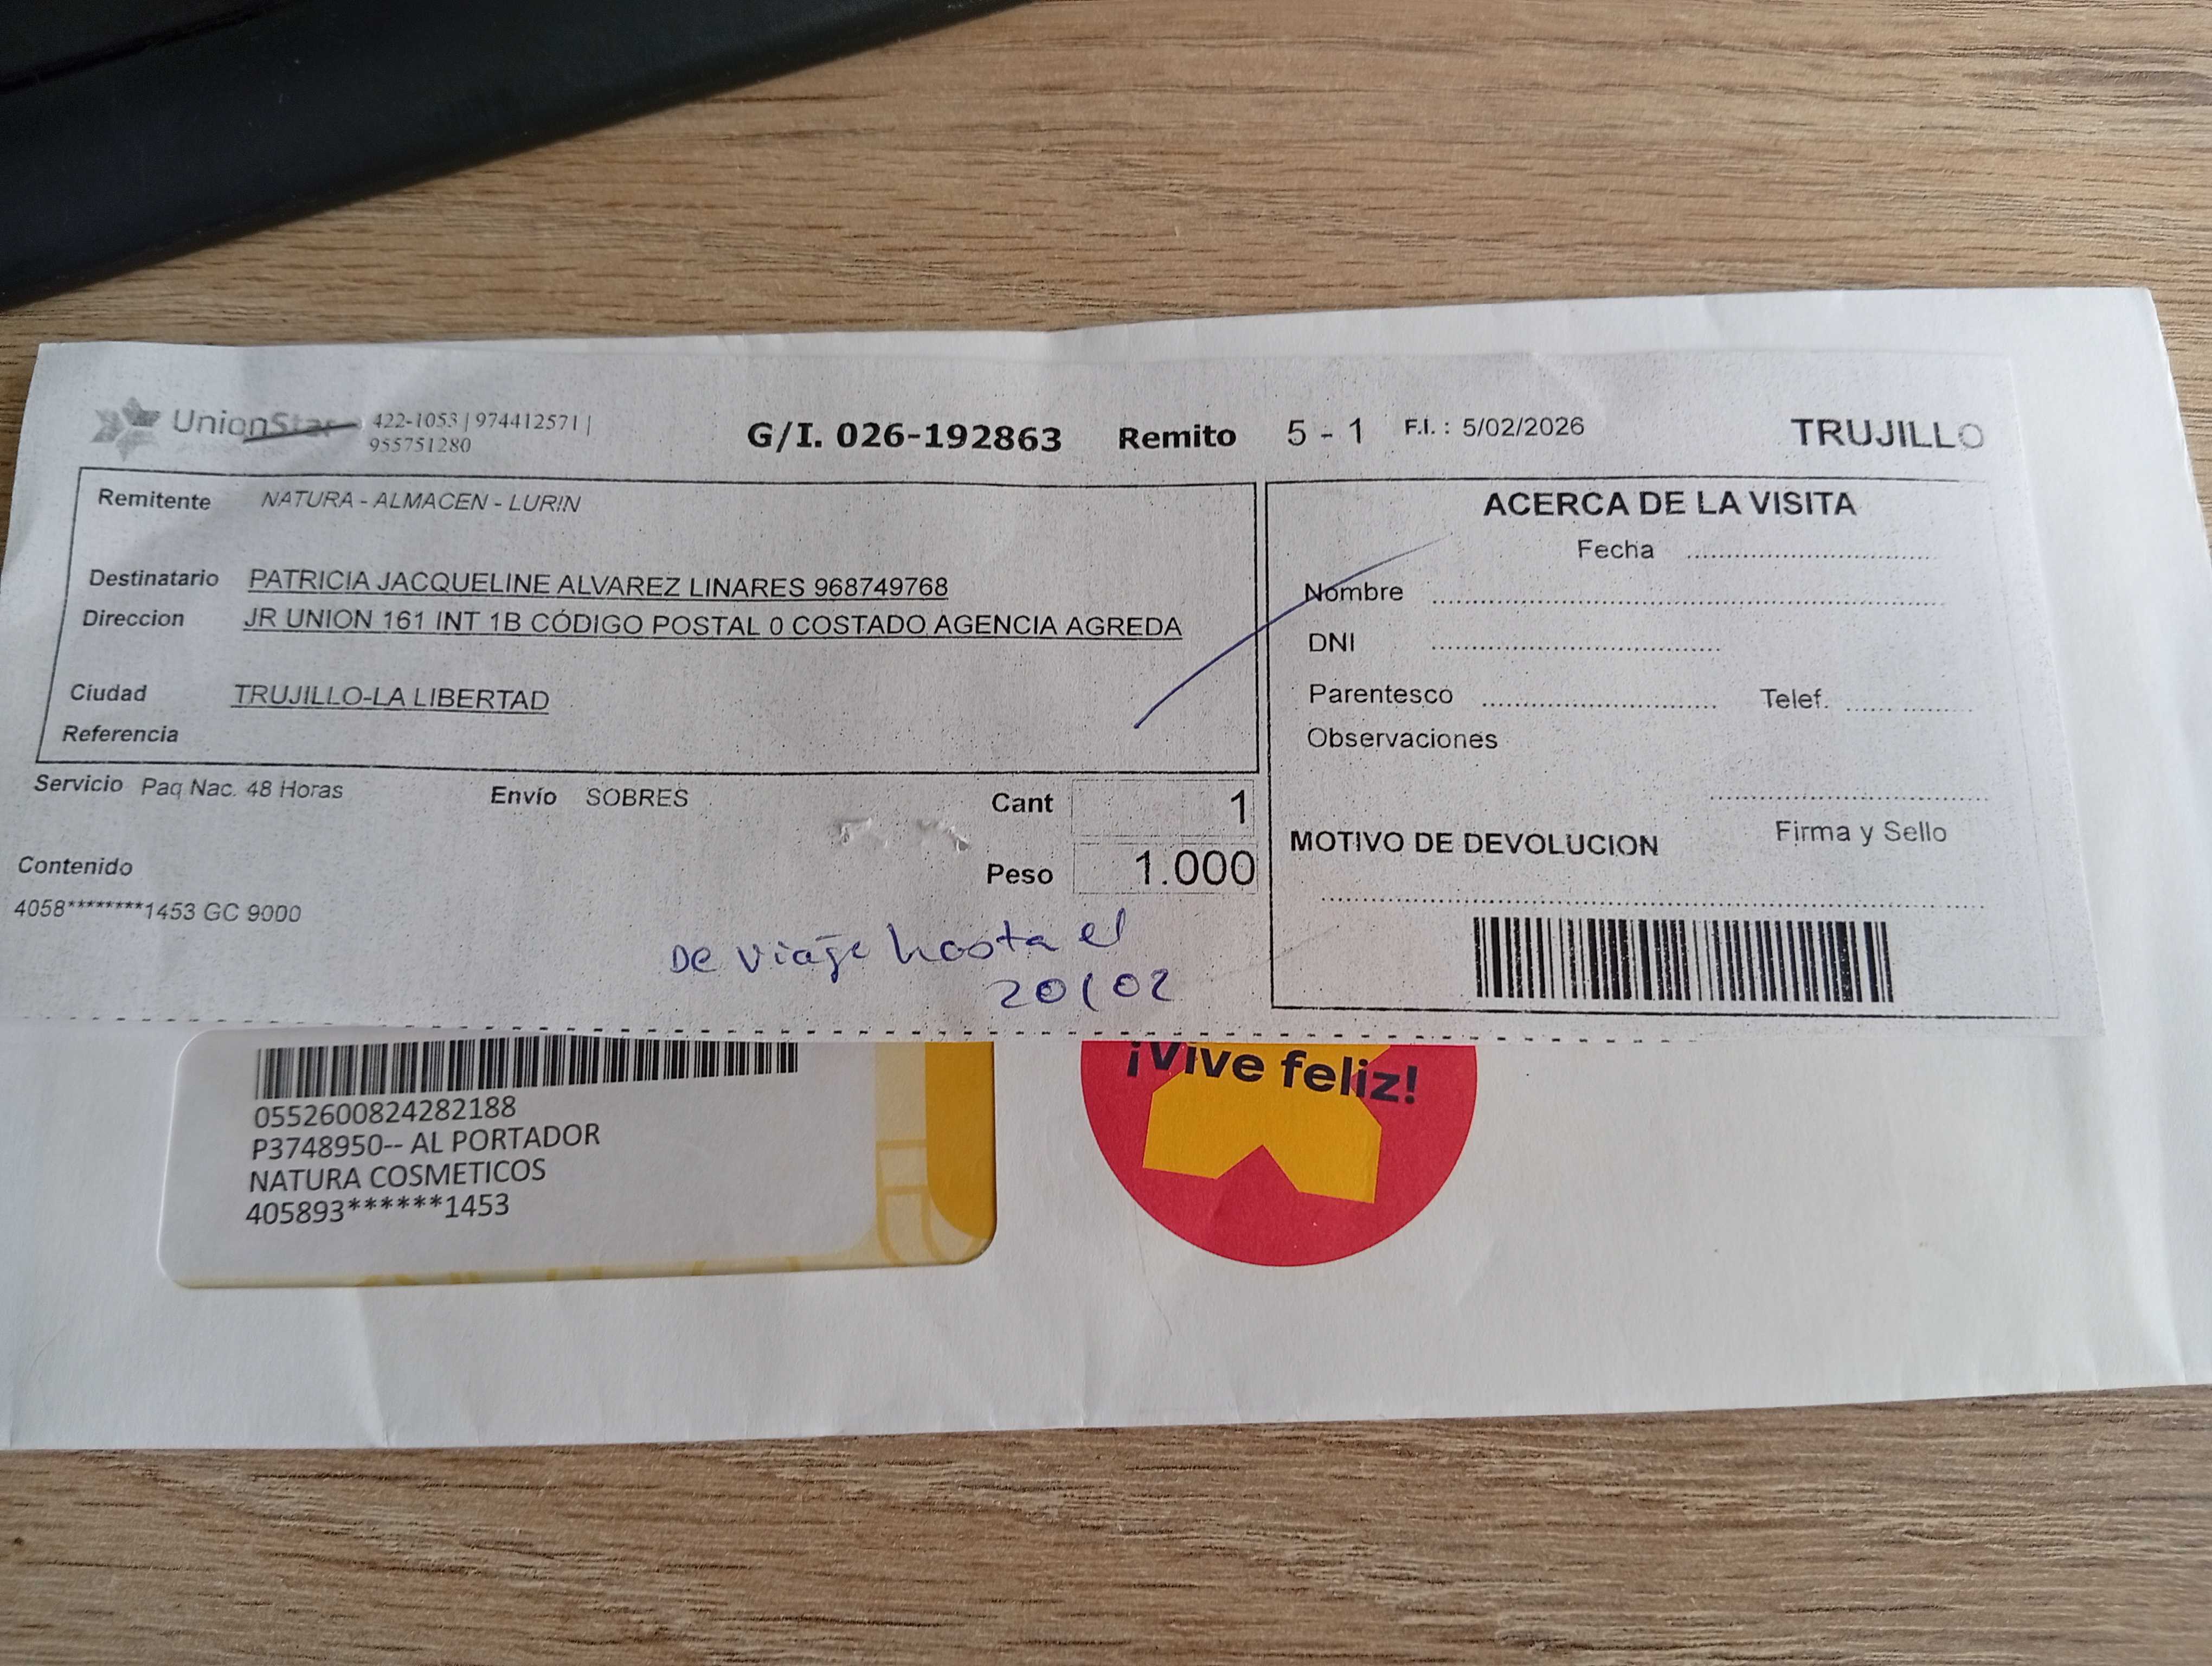 UnionStar 422-1053 | 974412571 |
955751280
G/I. 026-192863 Remito 5 - 1 F.I. : 5/02/2026 TRUJILLO
Remitente NATURA - ALMACEN - LURIN
Destinatario PATRICIA JACQUELINE ALVAREZ LINARES 968749768
Direccion JR UNION 161 INT 1B CÓDIGO POSTAL 0 COSTADO AGENCIA AGREDA
Ciudad TRUJILLO-LA LIBERTAD
Referencia
ACERCA DE LA VISITA
Fecha
Nombre
DNI
Parentesco Telef.
Observaciones
Firma y Sello
MOTIVO DE DEVOLUCION
Servicio Paq Nac. 48 Horas Envío SOBRES Cant 1
Peso 1.000
Contenido
4058********1453 GC 9000
De viaje hasta el
20/02
0552600824282188
P3748950-- AL PORTADOR
NATURA COSMETICOS
405893******1453
¡Vive feliz!